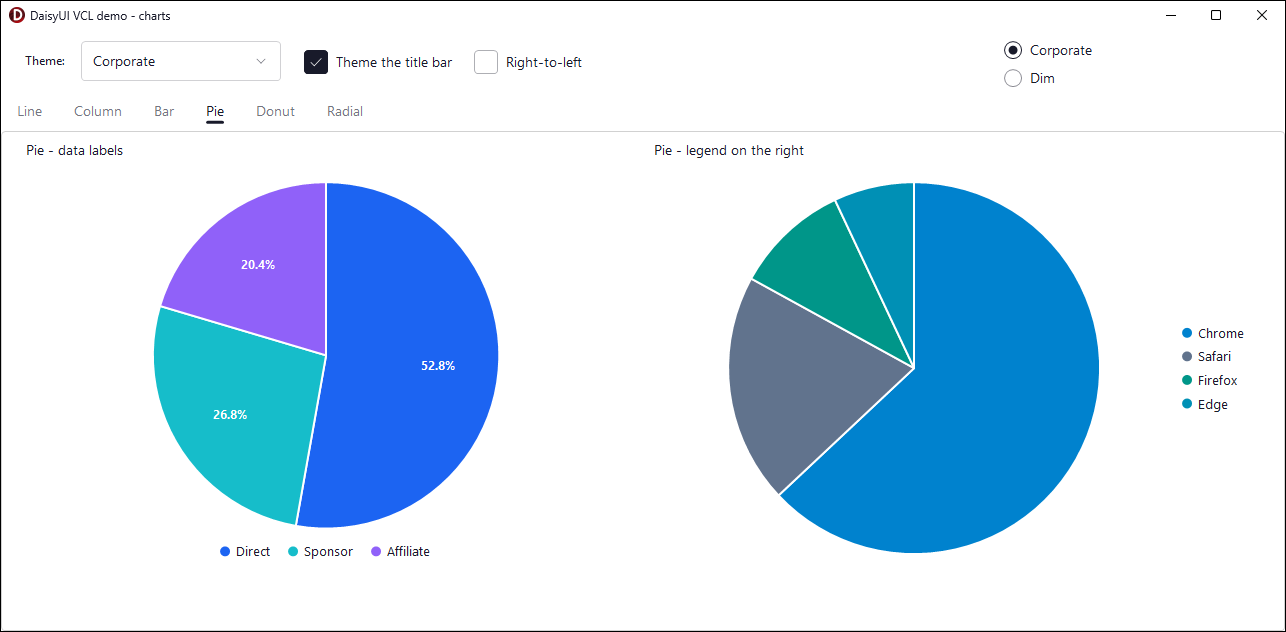 DaisyUI VCL demo - charts
Theme: Corporate Theme the title bar Right-to-left
Corporate
Dim
Line Column Bar Pie Donut Radial
Pie - data labels
20.4%
52.8%
26.8%
Direct Sponsor Affiliate
Pie - legend on the right
Chrome
Safari
Firefox
Edge